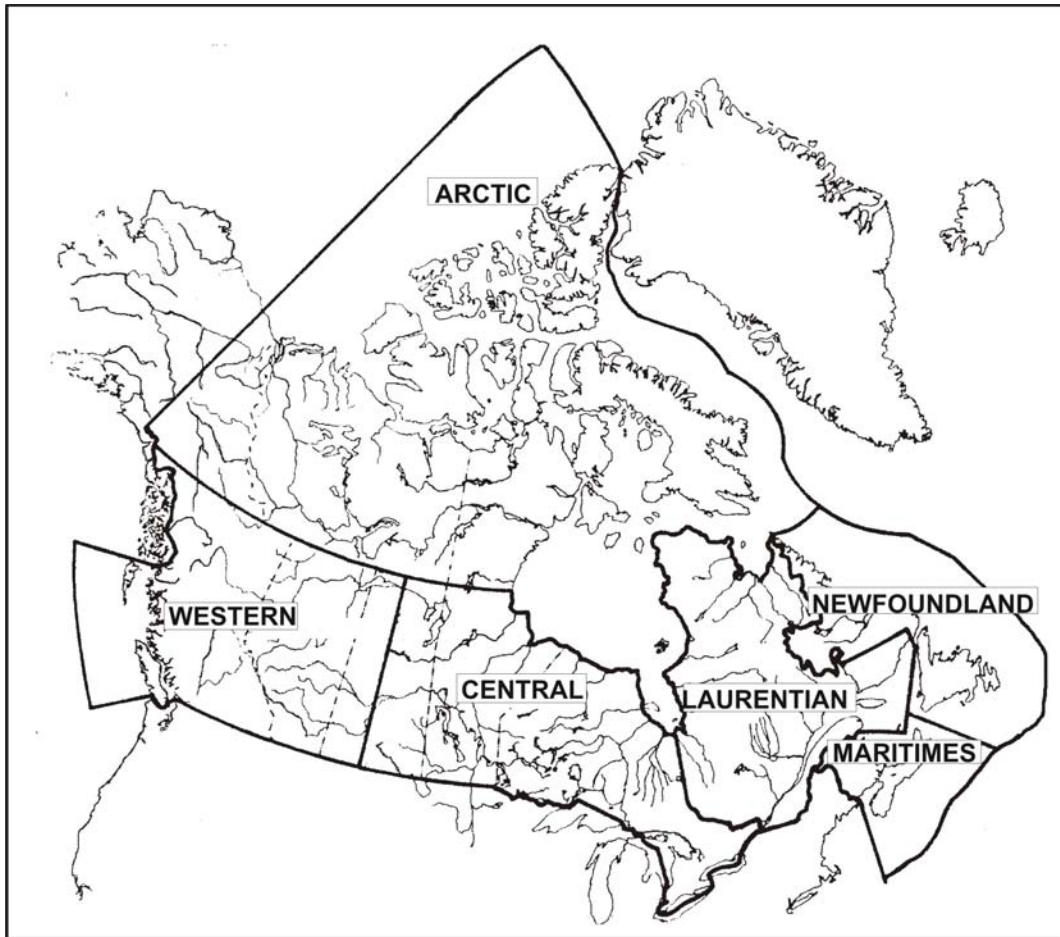 ARCTIC
WESTERN
NEWFOUNDLAND
CENTRAL
LAURENTIAN
MARITIMES